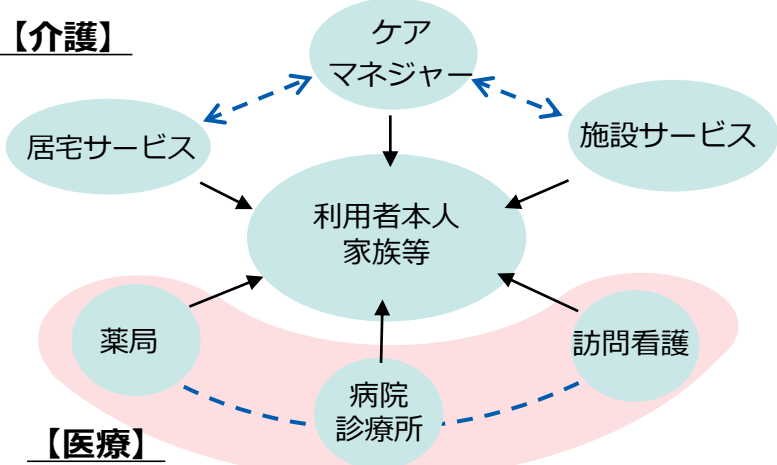 【介護】
ケア
マネジャー
居宅サービス
施設サービス
利用者本人
家族等
薬局
訪問看護
病院
診療所
【医療】